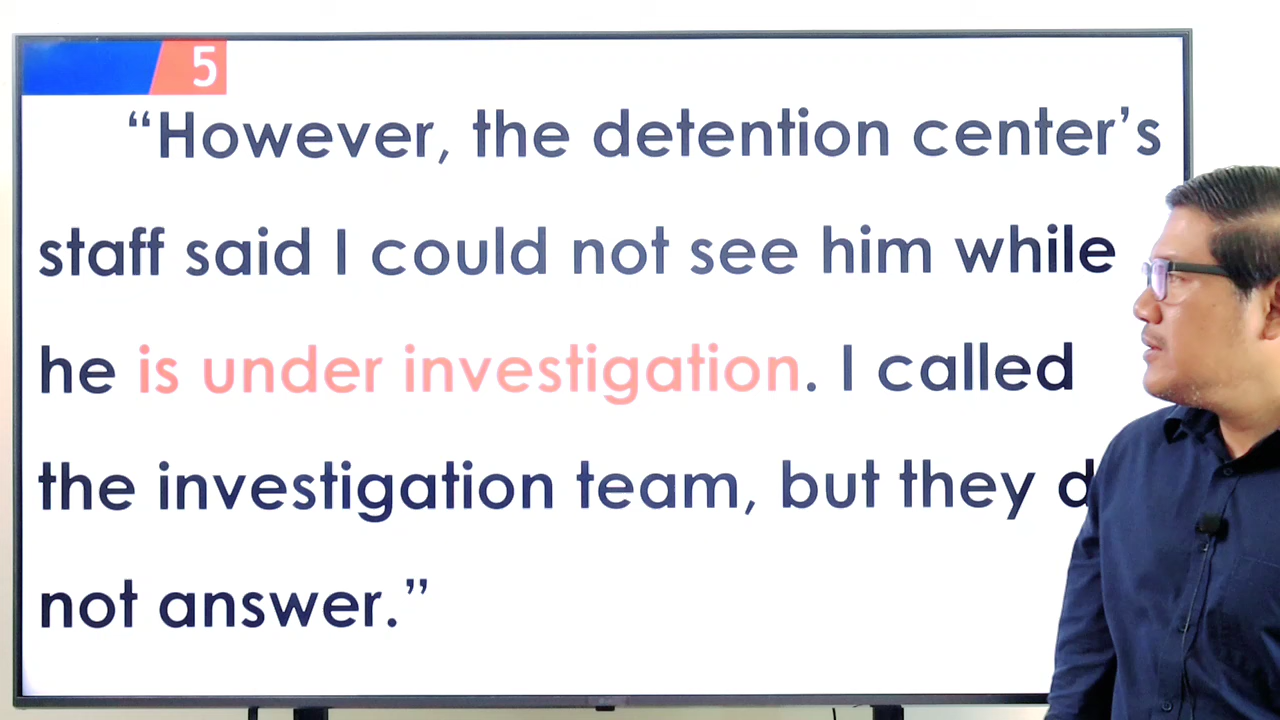 5
“However, the detention center’s
staff said I could not see him while
he is under investigation. I called
the investigation team, but they
not answer.”